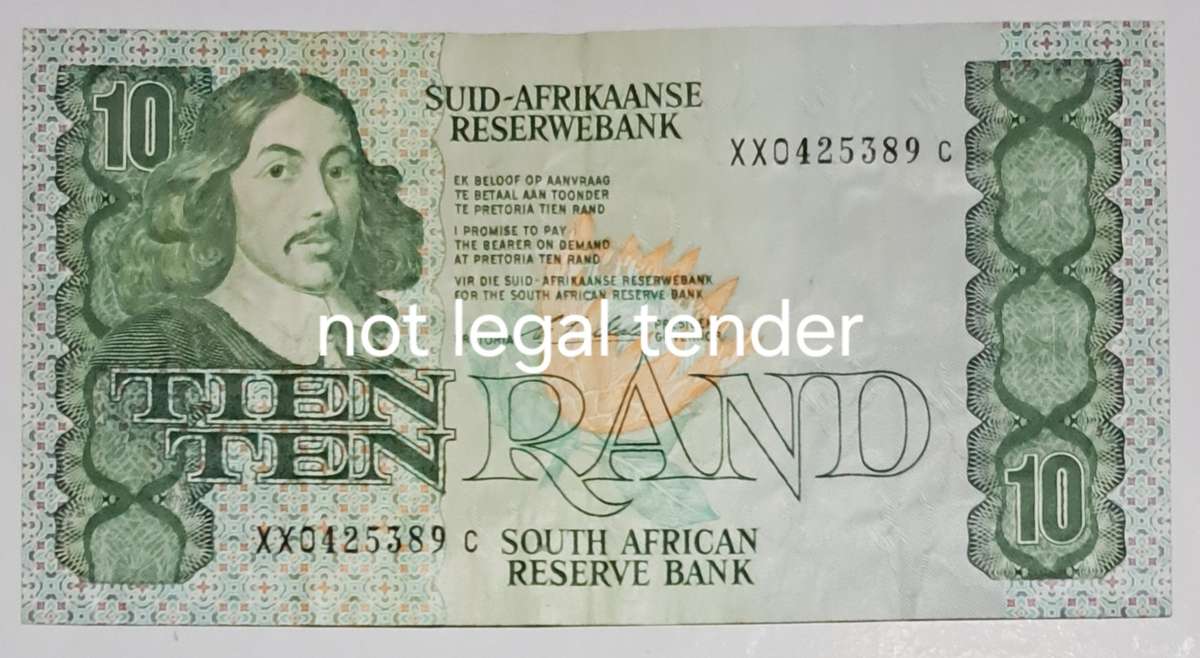 10
SUID-AFRIKAANSE
RESERWEBANK
XX0425389 C
EK BELOOF OP AANVRAAG
TE BETAAL AAN TOONDER
TE PRETORIA TIEN RAND
I PROMISE TO PAY
THE BEARER ON DEMAND
AT PRETORIA TEN RAND
VIR DIE SUID-AFRIKAANSE RESERWEBANK
FOR THE SOUTH AFRICAN RESERVE BANK
not legal tender
TIEN
TEN RAND
10
XX0425389 C
SOUTH AFRICAN
RESERVE BANK